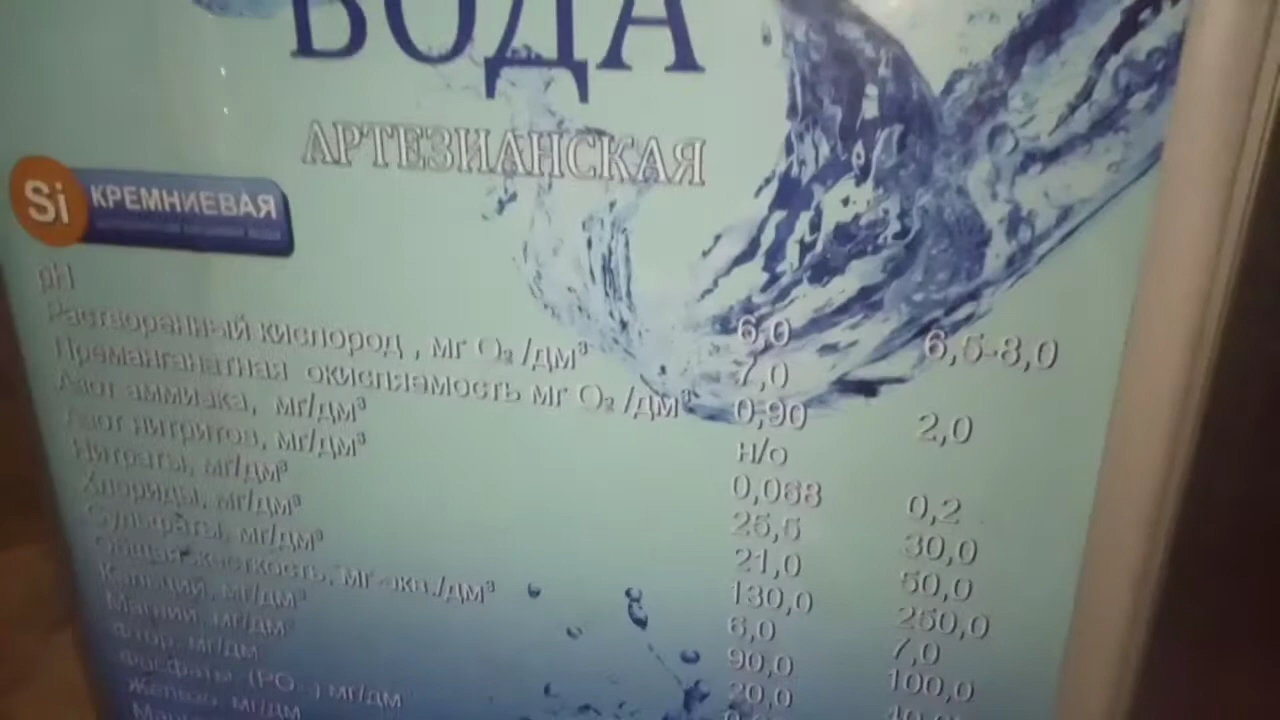 ВОДА
АРТЕЗИАНСКАЯ
Si КРЕМНИЕВАЯ
pH 6,0 6,5-8,0
Растворанный кислород , мг O₂ /дм³ 7,0
Преманганатная окисляемость мг O₂ /дм³ 0,90 2,0
Азот аммиака, мг/дм³ н/о
Азот нитритов, мг/дм³ 0,068 0,2
Нитраты, мг/дм³ 25,5 30,0
Хлориды, мг/дм³ 21,0 50,0
Сульфаты, мг/дм³ 130,0 250,0
Общая жесткость, мг-экв./дм³ 6,0 7,0
Кальций, мг/дм³ 90,0 100,0
Магний, мг/дм³ 20,0
Фтор, мг/дм
Фосфаты (PO ) мг/дм
Железо, мг/дм